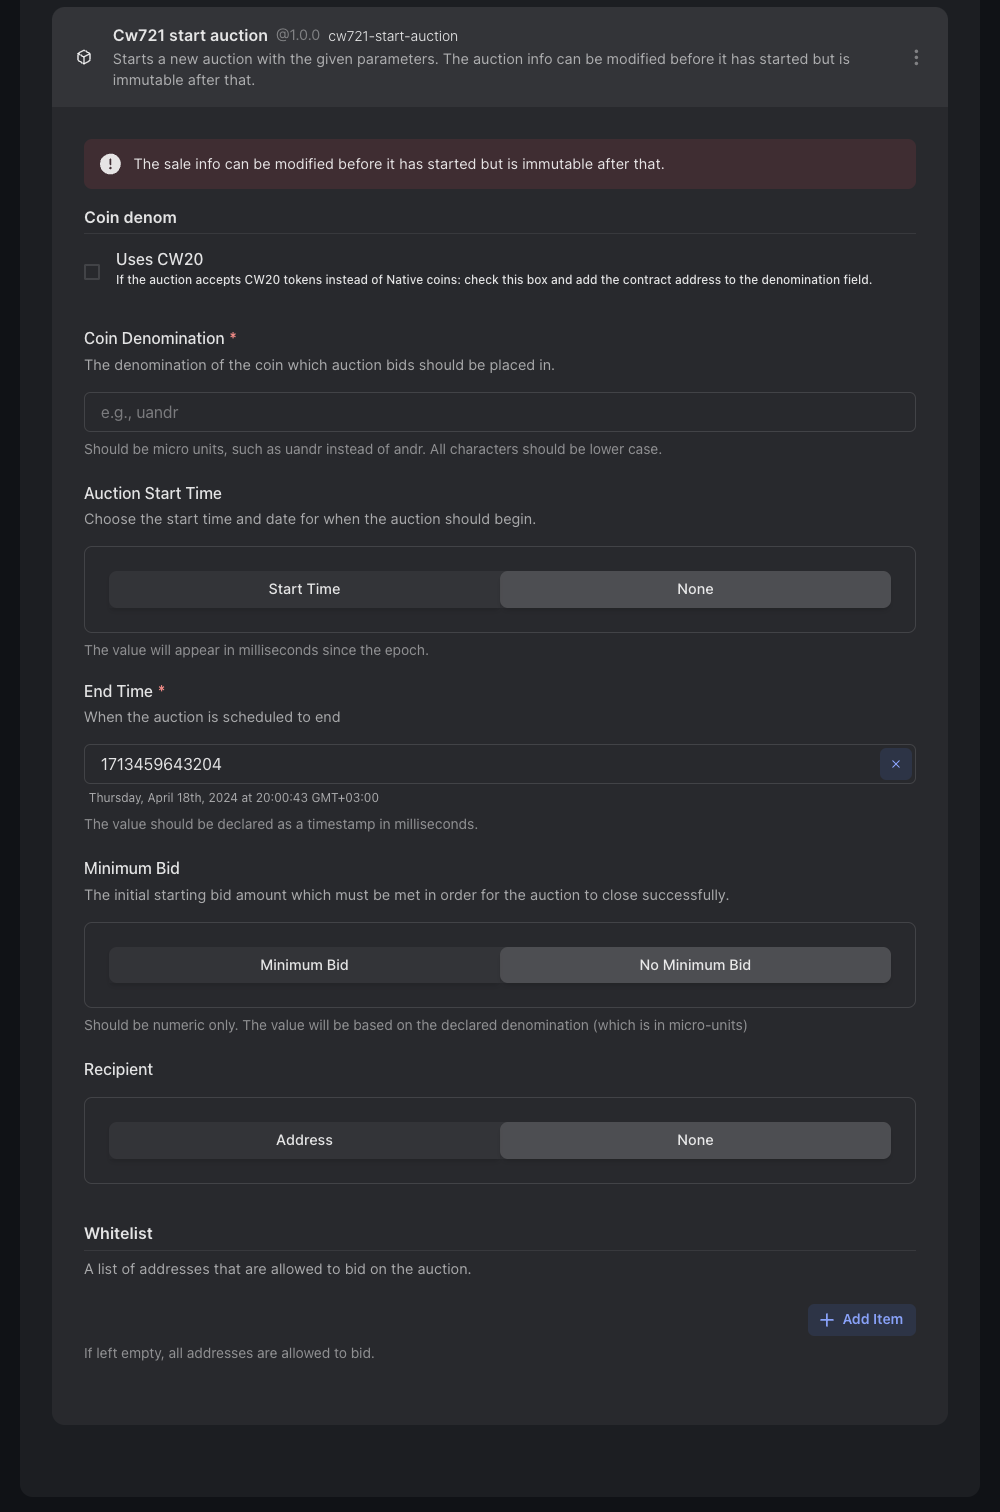 Cw721 start auction @1.0.0 cw721-start-auction
Starts a new auction with the given parameters. The auction info can be modified before it has started but is
immutable after that.
The sale info can be modified before it has started but is immutable after that.
Coin denom
Uses CW20
If the auction accepts CW20 tokens instead of Native coins: check this box and add the contract address to the denomination field.
Coin Denomination *
The denomination of the coin which auction bids should be placed in.
e.g., uandr
Should be micro units, such as uandr instead of andr. All characters should be lower case.
Auction Start Time
Choose the start time and date for when the auction should begin.
Start Time None
The value will appear in milliseconds since the epoch.
End Time *
When the auction is scheduled to end
1713459643204
Thursday, April 18th, 2024 at 20:00:43 GMT+03:00
The value should be declared as a timestamp in milliseconds.
Minimum Bid
The initial starting bid amount which must be met in order for the auction to close successfully.
Minimum Bid No Minimum Bid
Should be numeric only. The value will be based on the declared denomination (which is in micro-units)
Recipient
Address None
Whitelist
A list of addresses that are allowed to bid on the auction.
+ Add Item
If left empty, all addresses are allowed to bid.